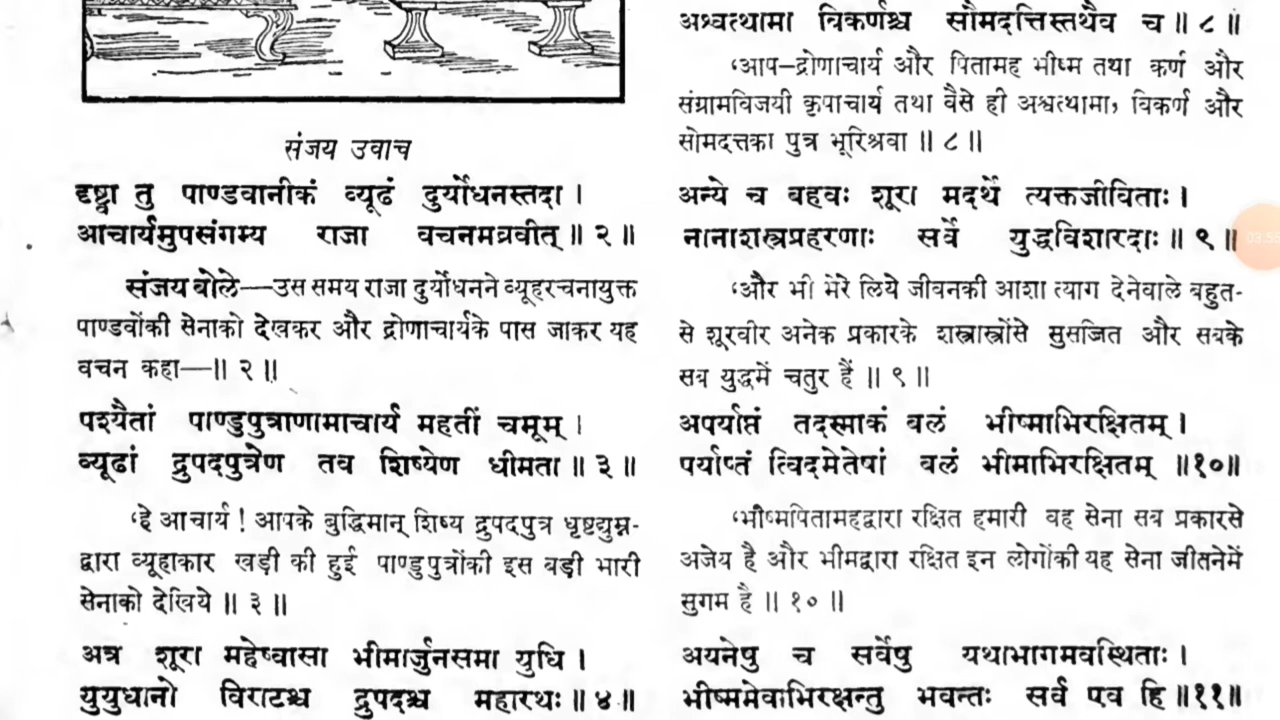 संजय उवाच
दृष्ट्वा तु पाण्डवानीकं व्यूढं दुर्योधनस्तदा ।
आचार्यमुपसंगम्य राजा वचनमब्रवीत् ॥ २ ॥
संजय बोले—उस समय राजा दुर्योधनने व्यूहरचनायुक्त
पाण्डवोंकी सेनाको देखकर और द्रोणाचार्यके पास जाकर यह
वचन कहा—॥ २ ॥
पश्यैतां पाण्डुपुत्राणामाचार्य महतीं चमूम् ।
व्यूढां द्रुपदपुत्रेण तव शिष्येण धीमता ॥ ३ ॥
‘हे आचार्य ! आपके बुद्धिमान् शिष्य द्रुपदपुत्र धृष्टद्युम्न-
द्वारा व्यूहाकार खड़ी की हुई पाण्डुपुत्रोंकी इस बड़ी भारी
सेनाको देखिये ॥ ३ ॥
अत्र शूरा महेष्वासा भीमार्जुनसमा युधि ।
युयुधानो विराटश्च द्रुपदश्च महारथः ॥ ४ ॥
अश्वत्थामा विकर्णश्च सौमदत्तिस्तथैव च ॥ ८ ॥
‘आप–द्रोणाचार्य और पितामह भीष्म तथा कर्ण और
संग्रामविजयी कृपाचार्य तथा वैसे ही अश्वत्थामा, विकर्ण और
सोमदत्तका पुत्र भूरिश्रवा ॥ ८ ॥
अन्ये च बहवः शूरा मदर्थे त्यक्तजीविताः ।
नानाशस्त्रप्रहरणाः सर्वे युद्धविशारदाः ॥ ९ ॥
‘और भी मेरे लिये जीवनकी आशा त्याग देनेवाले बहुत-
से शूरवीर अनेक प्रकारके शस्त्रास्त्रोंसे सुसज्जित और सबके
सब युद्धमें चतुर हैं ॥ ९ ॥
अपर्याप्तं तदस्माकं बलं भीष्माभिरक्षितम् ।
पर्याप्तं त्विदमेतेषां बलं भीमाभिरक्षितम् ॥१०॥
‘भीष्मपितामहद्वारा रक्षित हमारी वह सेना सब प्रकारसे
अजेय है और भीमद्वारा रक्षित इन लोगोंकी यह सेना जीतनेमें
सुगम है ॥ १० ॥
अयनेषु च सर्वेषु यथाभागमवस्थिताः ।
भीष्ममेवाभिरक्षन्तु भवन्तः सर्व एव हि ॥११॥